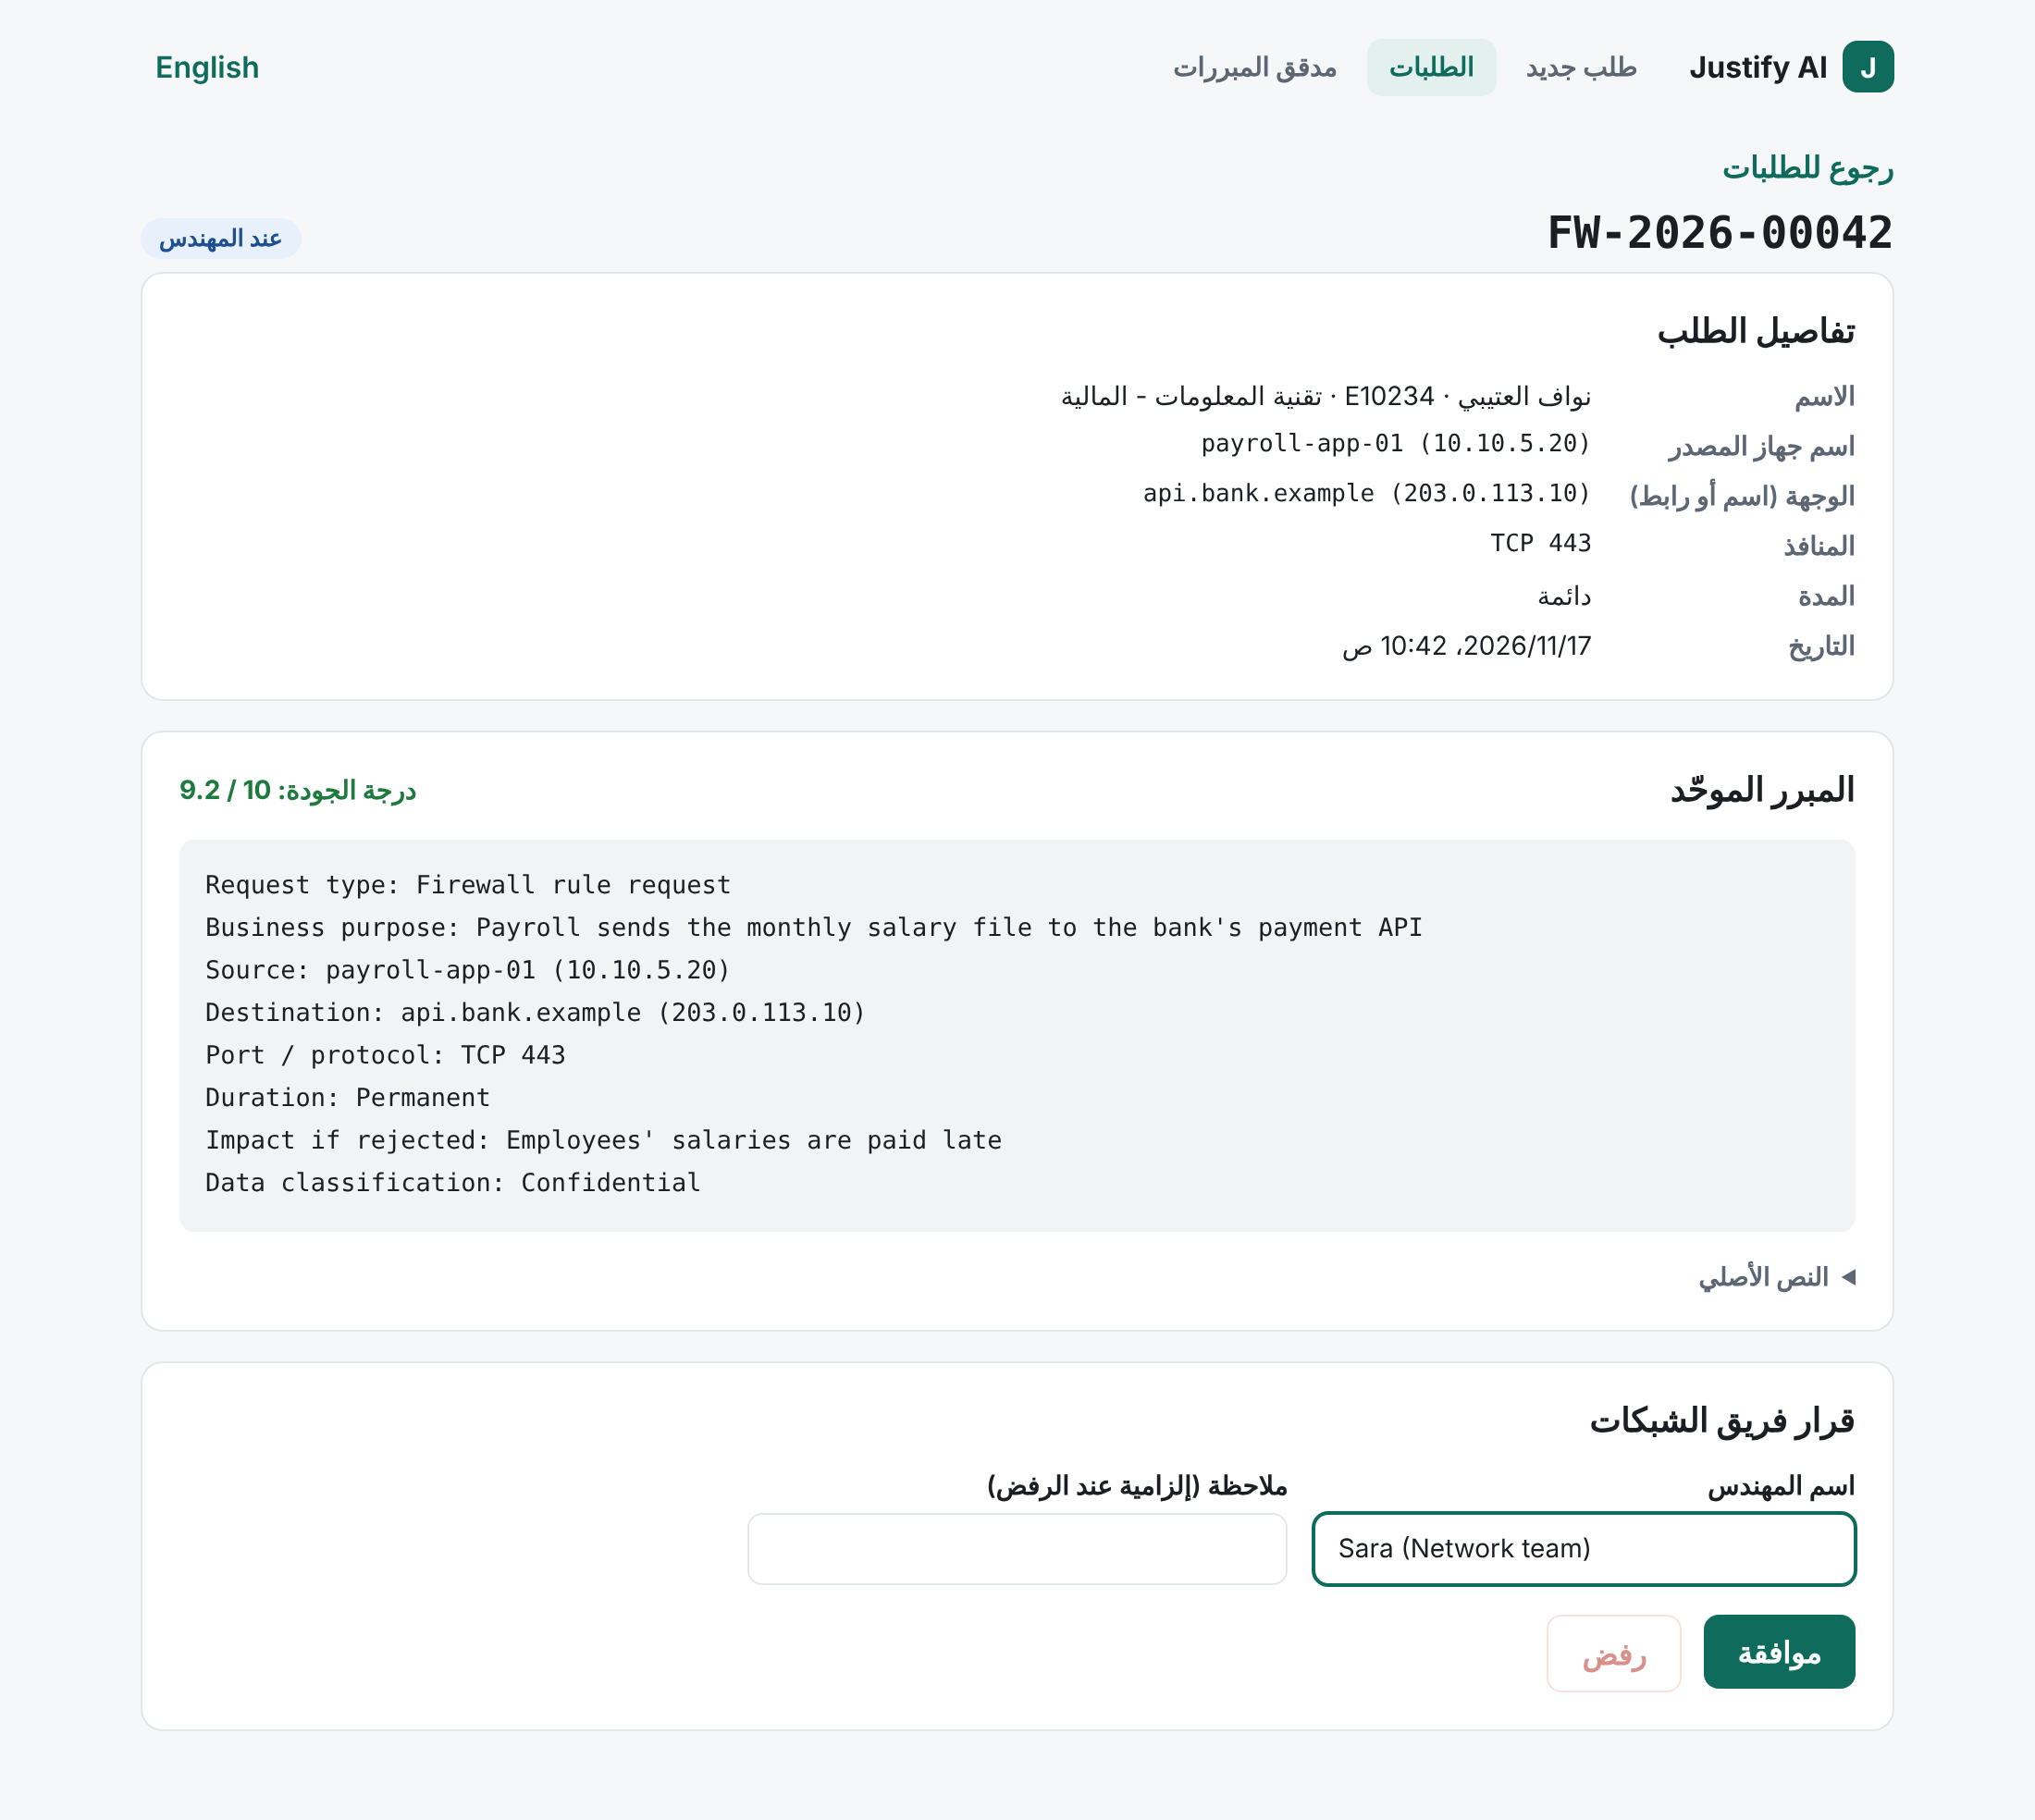 J Justify AI
طلب جديد
الطلبات
مدقق المبررات
English
رجوع للطلبات
FW-2026-00042
عند المهندس
تفاصيل الطلب
الاسم نواف العتيبي · E10234 · تقنية المعلومات - المالية
اسم جهاز المصدر payroll-app-01 (10.10.5.20)
الوجهة (اسم أو رابط) api.bank.example (203.0.113.10)
المنافذ TCP 443
المدة دائمة
التاريخ 2026/11/17، 10:42 ص
المبرر الموحّد
درجة الجودة: 9.2 / 10
Request type: Firewall rule request
Business purpose: Payroll sends the monthly salary file to the bank's payment API
Source: payroll-app-01 (10.10.5.20)
Destination: api.bank.example (203.0.113.10)
Port / protocol: TCP 443
Duration: Permanent
Impact if rejected: Employees' salaries are paid late
Data classification: Confidential
النص الأصلي
قرار فريق الشبكات
اسم المهندس
Sara (Network team)
ملاحظة (إلزامية عند الرفض)
موافقة
رفض